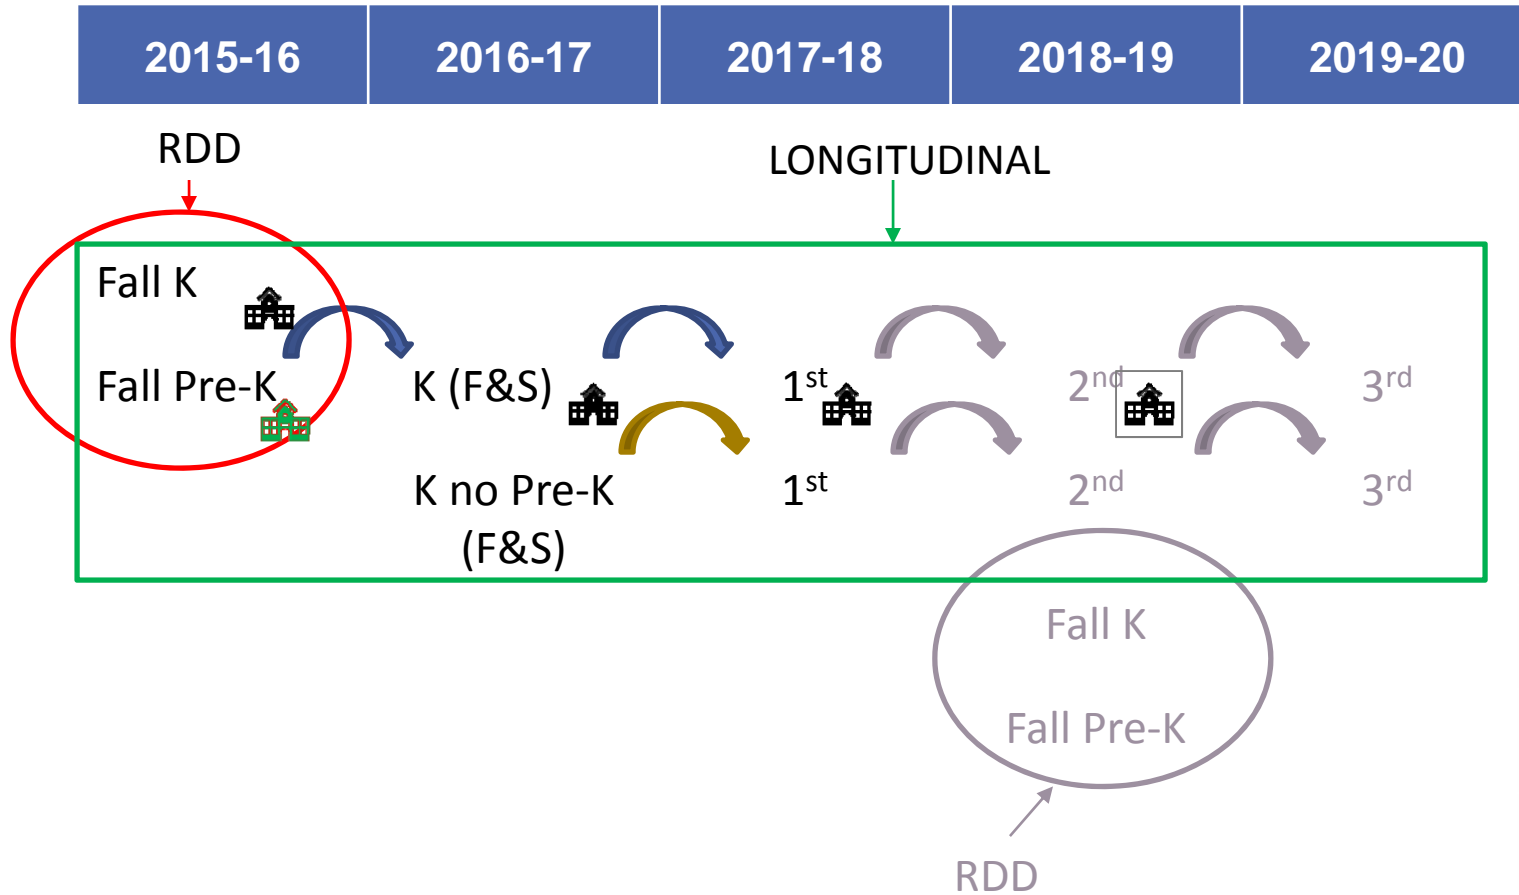 2015-16 2016-17 2017-18 2018-19 2019-20
RDD
LONGITUDINAL
Fall K
Fall Pre-K K (F&S) 1st 2nd 3rd
K no Pre-K 1st 2nd 3rd
(F&S)
Fall K
Fall Pre-K
RDD